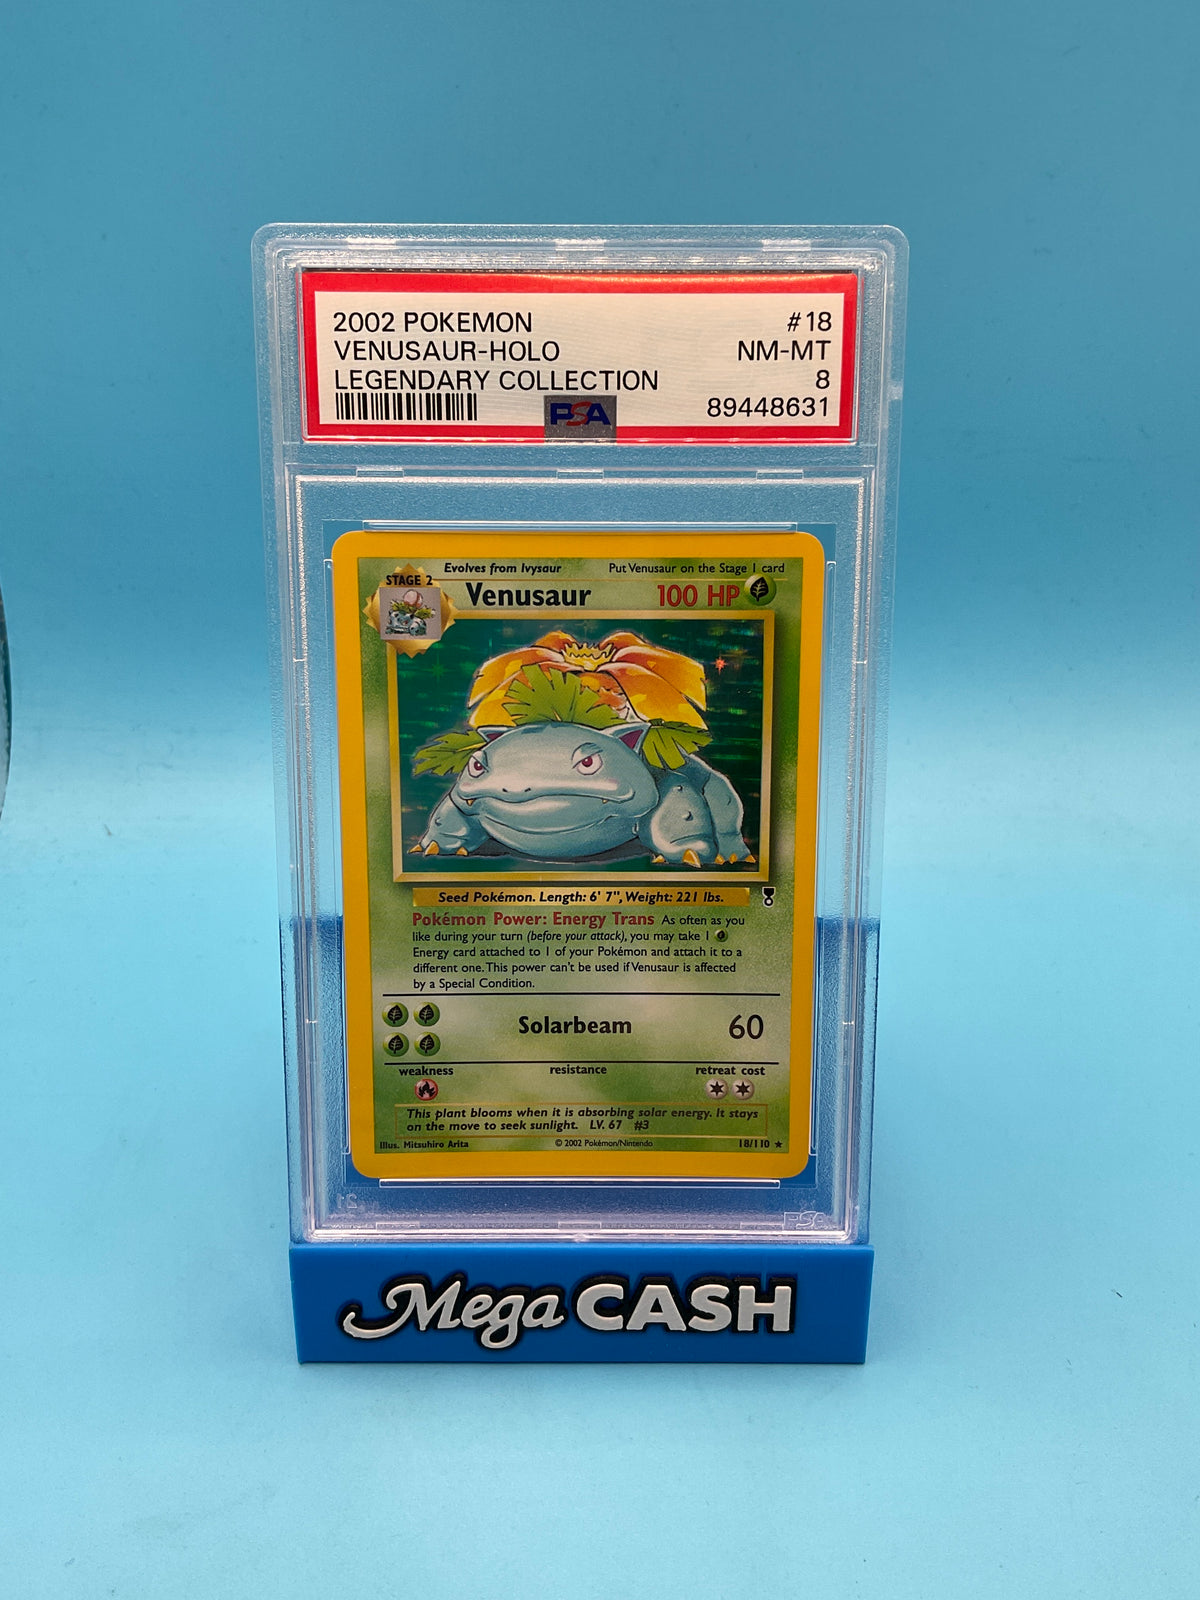 2002 POKEMON #18
VENUSAUR-HOLO NM-MT
LEGENDARY COLLECTION 8
PSA 89448631
Evolves from Ivysaur Put Venusaur on the Stage 1 card
STAGE 2 Venusaur 100 HP
Seed Pokémon. Length: 6' 7", Weight: 221 lbs.
Pokémon Power: Energy Trans As often as you
like during your turn (before your attack), you may take 1
Energy card attached to 1 of your Pokémon and attach it to a
different one. This power can't be used if Venusaur is affected
by a Special Condition.
Solarbeam 60
weakness resistance retreat cost
This plant blooms when it is absorbing solar energy. It stays
on the move to seek sunlight. LV. 67 #3
Illus. Mitsuhiro Arita © 2002 Pokémon/Nintendo 18/110 ★
21 PSA
Mega CASH